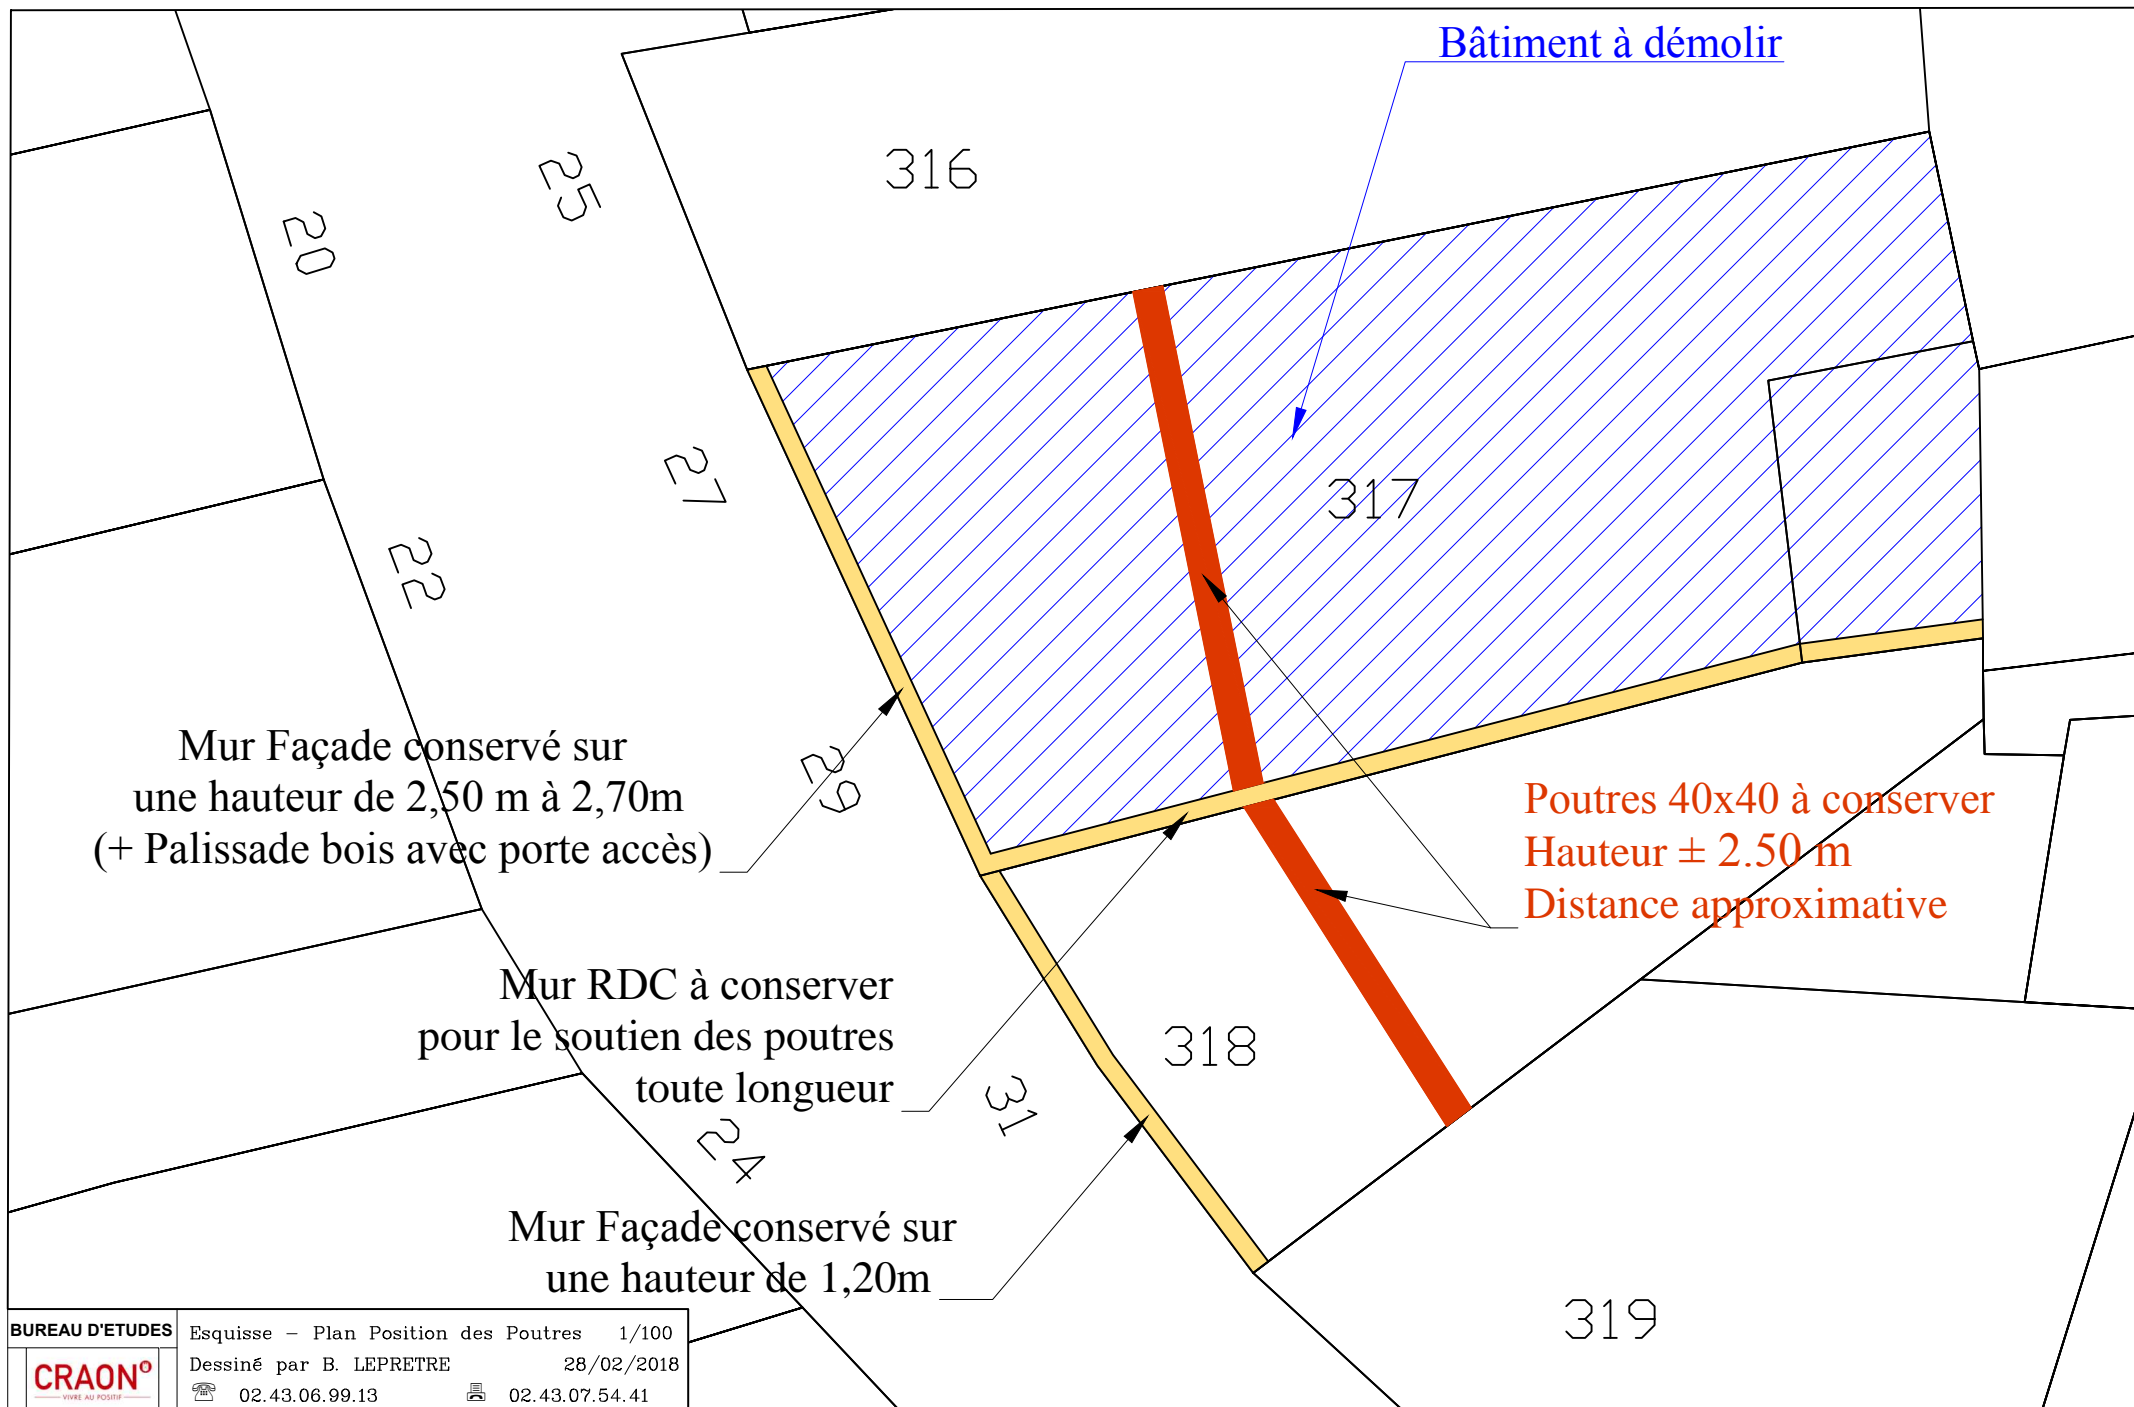 Bâtiment à démolir
316
25
20
27
317
22
29
Mur Façade conservé sur
une hauteur de 2,50 m à 2,70m
(+ Palissade bois avec porte accès)
Poutres 40x40 à conserver
Hauteur ± 2.50 m
Distance approximative
Mur RDC à conserver
pour le soutien des poutres
toute longueur
318
31
24
Mur Façade conservé sur
une hauteur de 1,20m
319
BUREAU D'ETUDES
CRAON
VIVRE AU POSITIF
Esquisse - Plan Position des Poutres 1/100
Dessiné par B. LEPRETRE 28/02/2018
02.43.06.99.13 02.43.07.54.41